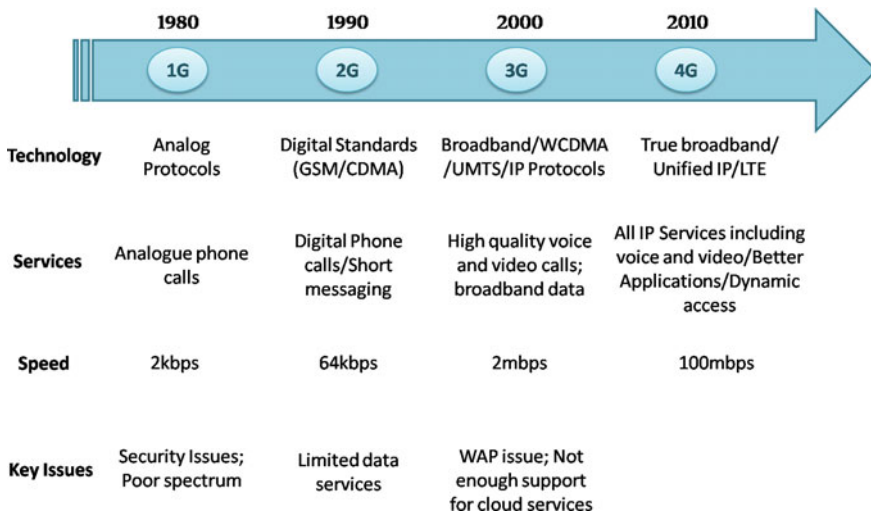 1980 1990 2000 2010
1G 2G 3G 4G
Technology
Analog
Protocols
Digital Standards
(GSM/CDMA)
Broadband/WCDMA
/UMTS/IP Protocols
True broadband/
Unified IP/LTE
Services
Analogue phone
calls
Digital Phone
calls/Short
messaging
High quality voice
and video calls;
broadband data
All IP Services including
voice and video/Better
Applications/Dynamic
access
Speed
2kbps
64kbps
2mbps
100mbps
Key Issues
Security Issues;
Poor spectrum
Limited data
services
WAP issue; Not
enough support
for cloud services